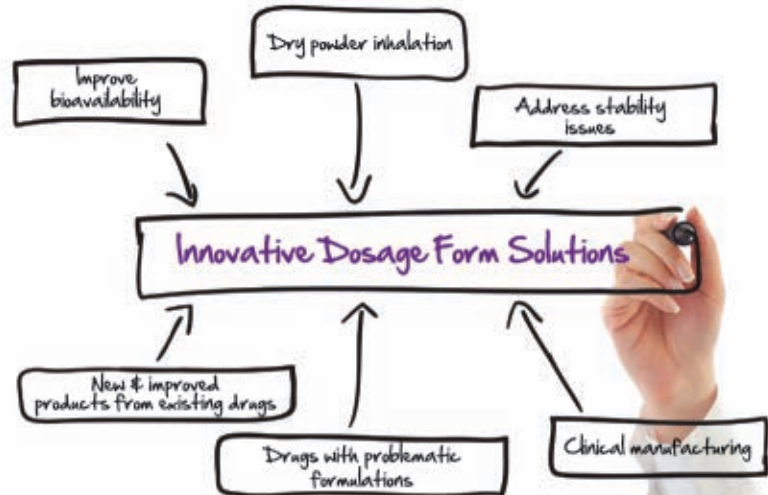 Dry powder inhalation
Improve
bioavailability
Address stability
issues
Innovative Dosage Form Solutions
New & improved
products from existing drugs
Drugs with problematic
formulations
Clinical manufacturing